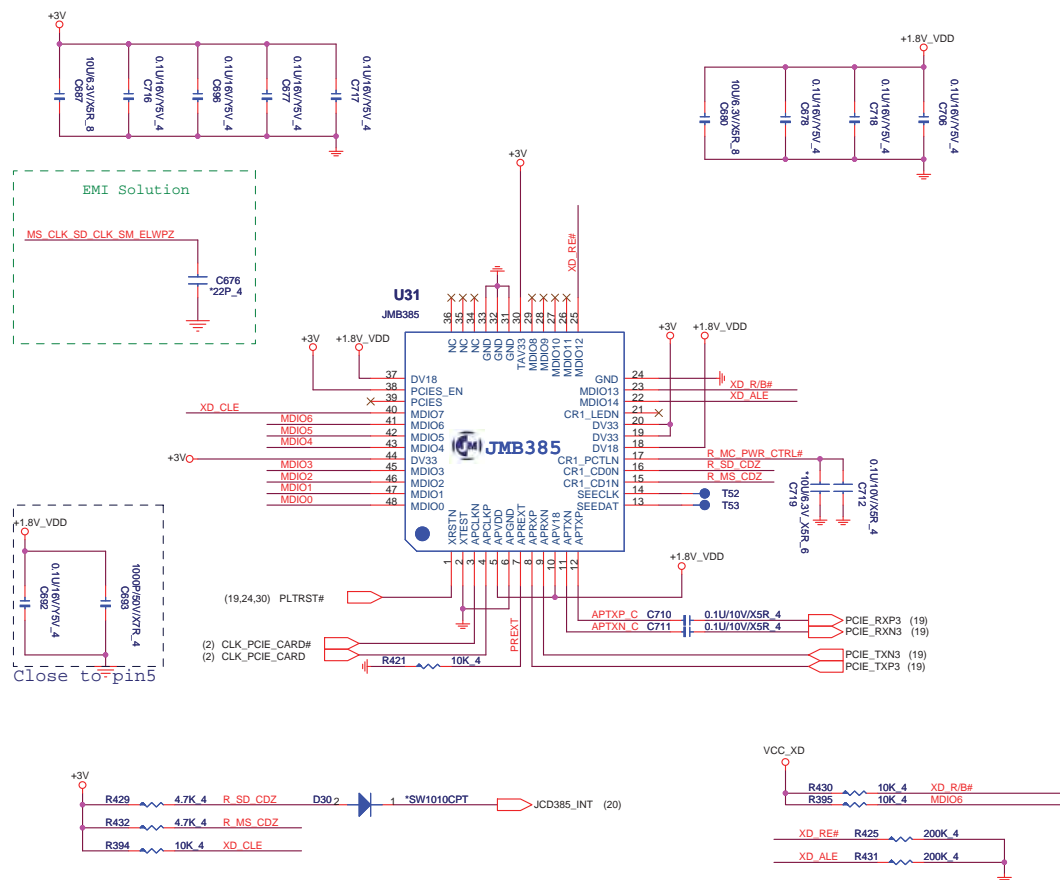 +3V
10U/6.3V/X5R_8
C687
0.1U/16V/Y5V_4
C716
0.1U/16V/Y5V_4
C696
0.1U/16V/Y5V_4
C677
0.1U/16V/Y5V_4
C717
+1.8V_VDD
10U/6.3V/X5R_8
C680
0.1U/16V/Y5V_4
C678
0.1U/16V/Y5V_4
C718
0.1U/16V/Y5V_4
C706
EMI Solution
MS_CLK_SD_CLK_SM_ELWPZ
C676
*22P_4
+3V
XD_RE#
U31
JMB385
36 35 34 33 32 31 30 29 28 27 26 25
NC NC NC GND GND GND TAV33 MDIO8 MDIO9 MDIO10 MDIO11 MDIO12
+3V
+1.8V_VDD
+3V
+1.8V_VDD
37 DV18
38 PCIES_EN
39 PCIES
XD_CLE 40 MDIO7
MDIO6 41 MDIO6
MDIO5 42 MDIO5
MDIO4 43 MDIO4
+3V 44 DV33
MDIO3 45 MDIO3
MDIO2 46 MDIO2
MDIO1 47 MDIO1
MDIO0 48 MDIO0
JM JMB385
GND 24
MDIO13 23 XD_R/B#
MDIO14 22 XD_ALE
CR1_LEDN 21
DV33 20
DV33 19
DV18 18
CR1_PCTLN 17 R_MC_PWR_CTRL#
CR1_CD0N 16 R_SD_CDZ
CR1_CD1N 15 R_MS_CDZ
SEECLK 14 T52
SEEDAT 13 T53
*10U/6.3V_X5R_6
C719
0.1U/10V/X5R_4
C712
XRSTN XTEST APCLKN APCLKP APVDD APGND APREXT APRXP APRXN APV18 APTXN APTXP
1 2 3 4 5 6 7 8 9 10 11 12
+1.8V_VDD
0.1U/16V/Y5V_4
C692
1000P/50V/X7R_4
C693
Close to pin5
+1.8V_VDD
(19,24,30) PLTRST#
(2) CLK_PCIE_CARD#
(2) CLK_PCIE_CARD
R421 10K_4
PREXT
APTXP_C C710 0.1U/10V/X5R_4 PCIE_RXP3 (19)
APTXN_C C711 0.1U/10V/X5R_4 PCIE_RXN3 (19)
PCIE_TXN3 (19)
PCIE_TXP3 (19)
+3V
R429 4.7K_4 R_SD_CDZ D30 2 1 *SW1010CPT JCD385_INT (20)
R432 4.7K_4 R_MS_CDZ
R394 10K_4 XD_CLE
VCC_XD
R430 10K_4 XD_R/B#
R395 10K_4 MDIO6
XD_RE# R425 200K_4
XD_ALE R431 200K_4